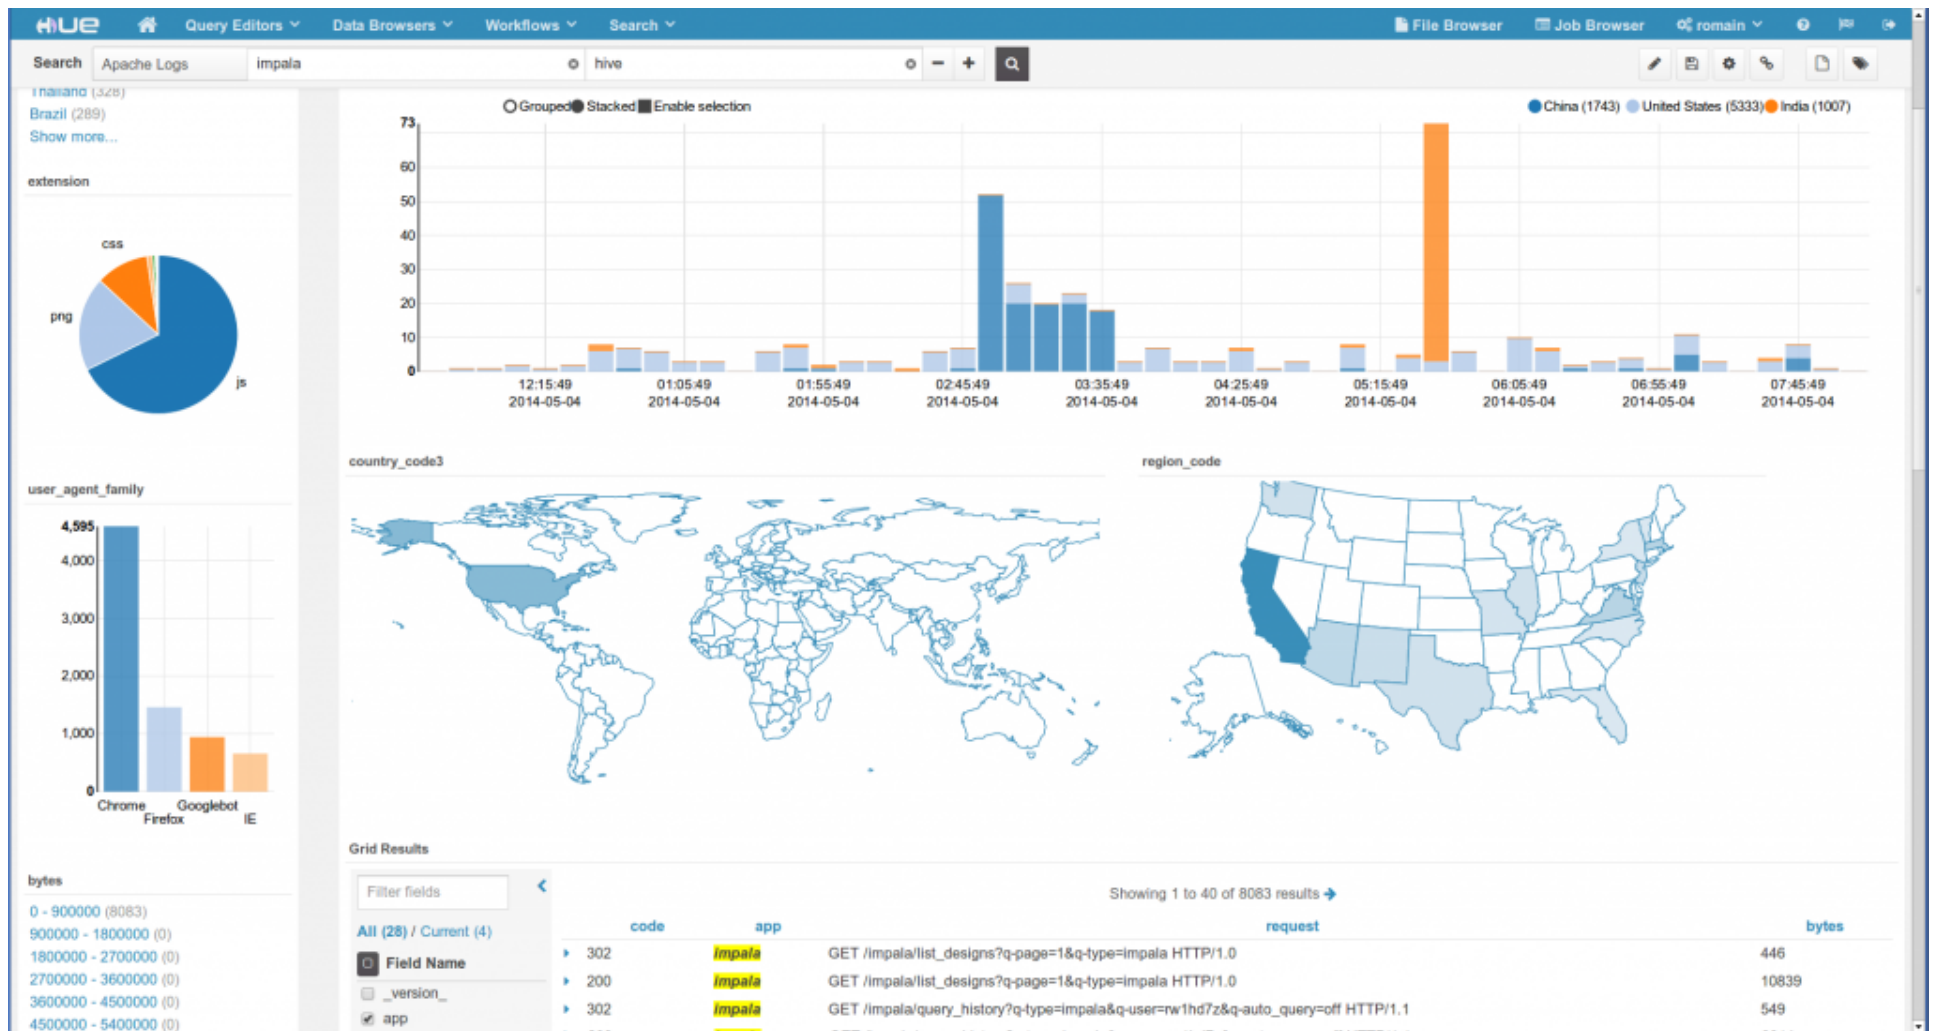 HUE Query Editors Data Browsers Workflows Search File Browser Job Browser romain
Search Apache Logs impala hive
Thailand (328)
Brazil (289)
Show more...
extension
css
png
js
user_agent_family
4,595
4,000
3,000
2,000
1,000
0
Chrome
Firefox
Googlebot
IE
bytes
0 - 900000 (8083)
900000 - 1800000 (0)
1800000 - 2700000 (0)
2700000 - 3600000 (0)
3600000 - 4500000 (0)
4500000 - 5400000 (0)
Grouped Stacked Enable selection China (1743) United States (5333) India (1007)
73
60
50
40
30
20
10
0
12:15:49 01:05:49 01:55:49 02:45:49 03:35:49 04:25:49 05:15:49 06:05:49 06:55:49 07:45:49
2014-05-04 2014-05-04 2014-05-04 2014-05-04 2014-05-04 2014-05-04 2014-05-04 2014-05-04 2014-05-04 2014-05-04
country_code3 region_code
Grid Results
Filter fields
All (28) / Current (4)
Field Name
_version_
app
Showing 1 to 40 of 8083 results
code app request bytes
302 impala GET /impala/list_designs?q-page=1&q-type=impala HTTP/1.0 446
200 impala GET /impala/list_designs?q-page=1&q-type=impala HTTP/1.0 10839
302 impala GET /impala/query_history?q-type=impala&q-user=rw1hd7z&q-auto_query=off HTTP/1.1 549